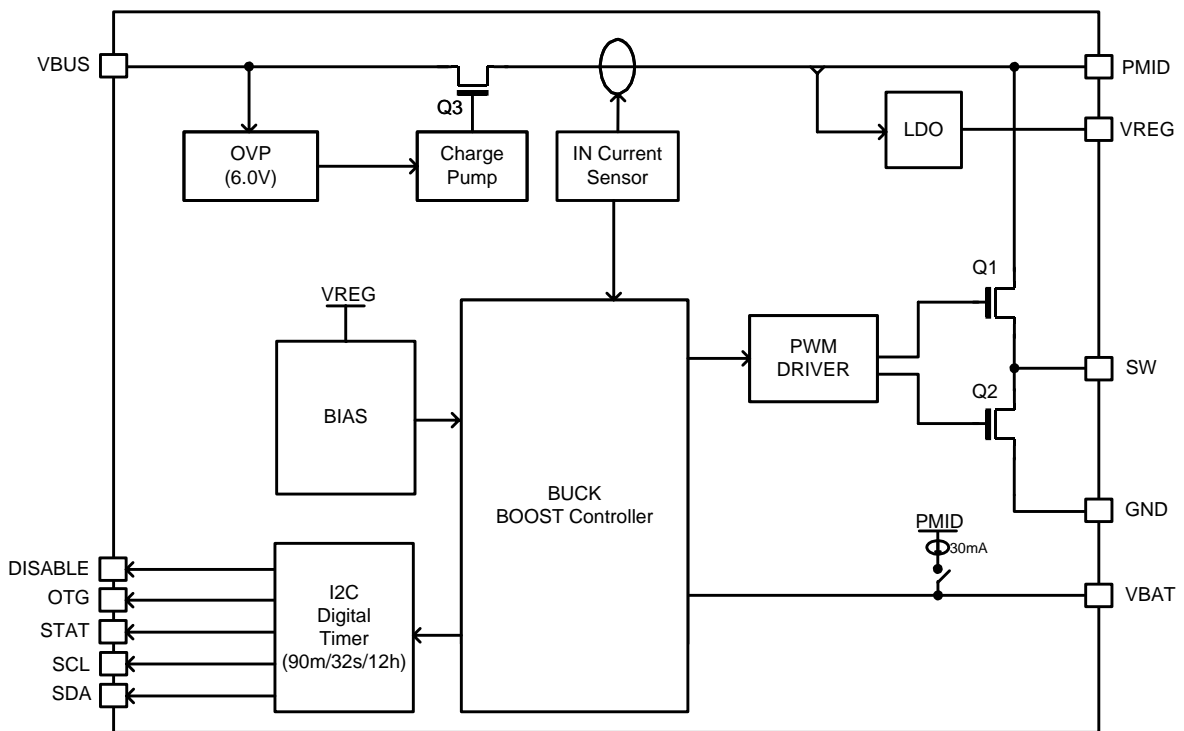 VBUS
PMID
Q3
LDO
VREG
OVP
(6.0V)
Charge
Pump
IN Current
Sensor
Q1
VREG
PWM
DRIVER
SW
Q2
BIAS
BUCK
BOOST Controller
GND
PMID
30mA
DISABLE
OTG
STAT
SCL
SDA
I2C
Digital
Timer
(90m/32s/12h)
VBAT